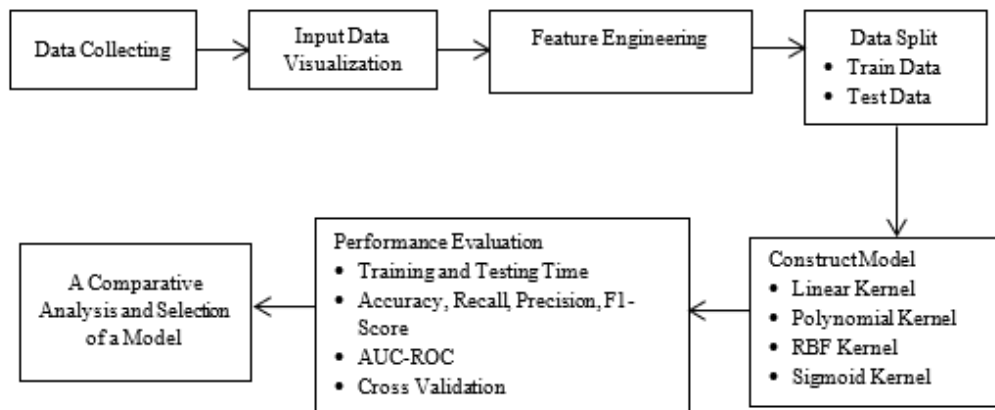 Data Collecting
Input Data
Visualization
Feature Engineering
Data Split
• Train Data
• Test Data
Construct Model
• Linear Kernel
• Polynomial Kernel
• RBF Kernel
• Sigmoid Kernel
Performance Evaluation
• Training and Testing Time
• Accuracy, Recall, Precision, F1-
Score
• AUC-ROC
• Cross Validation
A Comparative
Analysis and Selection
of a Model